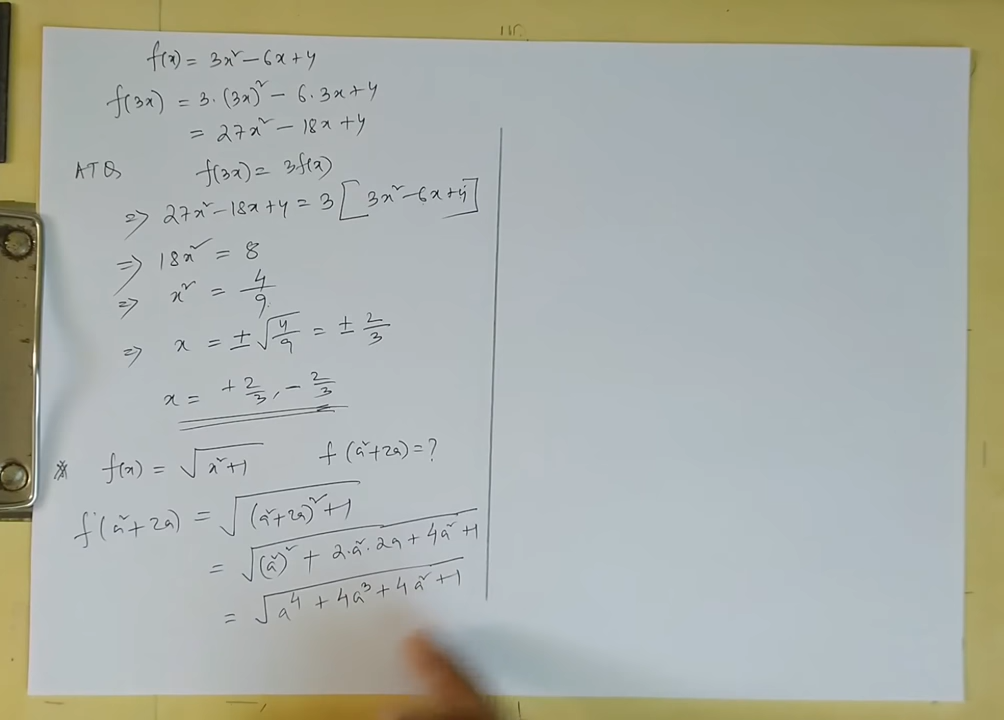 f(x) = 3x² - 6x + 4
f(3x) = 3·(3x)² - 6·3x + 4
= 27x² - 18x + 4
ATQ f(3x) = 3f(x)
⇒ 27x² - 18x + 4 = 3 [3x² - 6x + 4]
⇒ 18x² = 8
⇒ x² = 4/9
⇒ x = ± √(4/9) = ± 2/3
x = + 2/3, - 2/3
* f(x) = √(x²+1) f(a²+2a) = ?
f(a²+2a) = √((a²+2a)²+1)
= √((a²)² + 2·a²·2a + 4a² + 1)
= √(a⁴ + 4a³ + 4a² + 1)